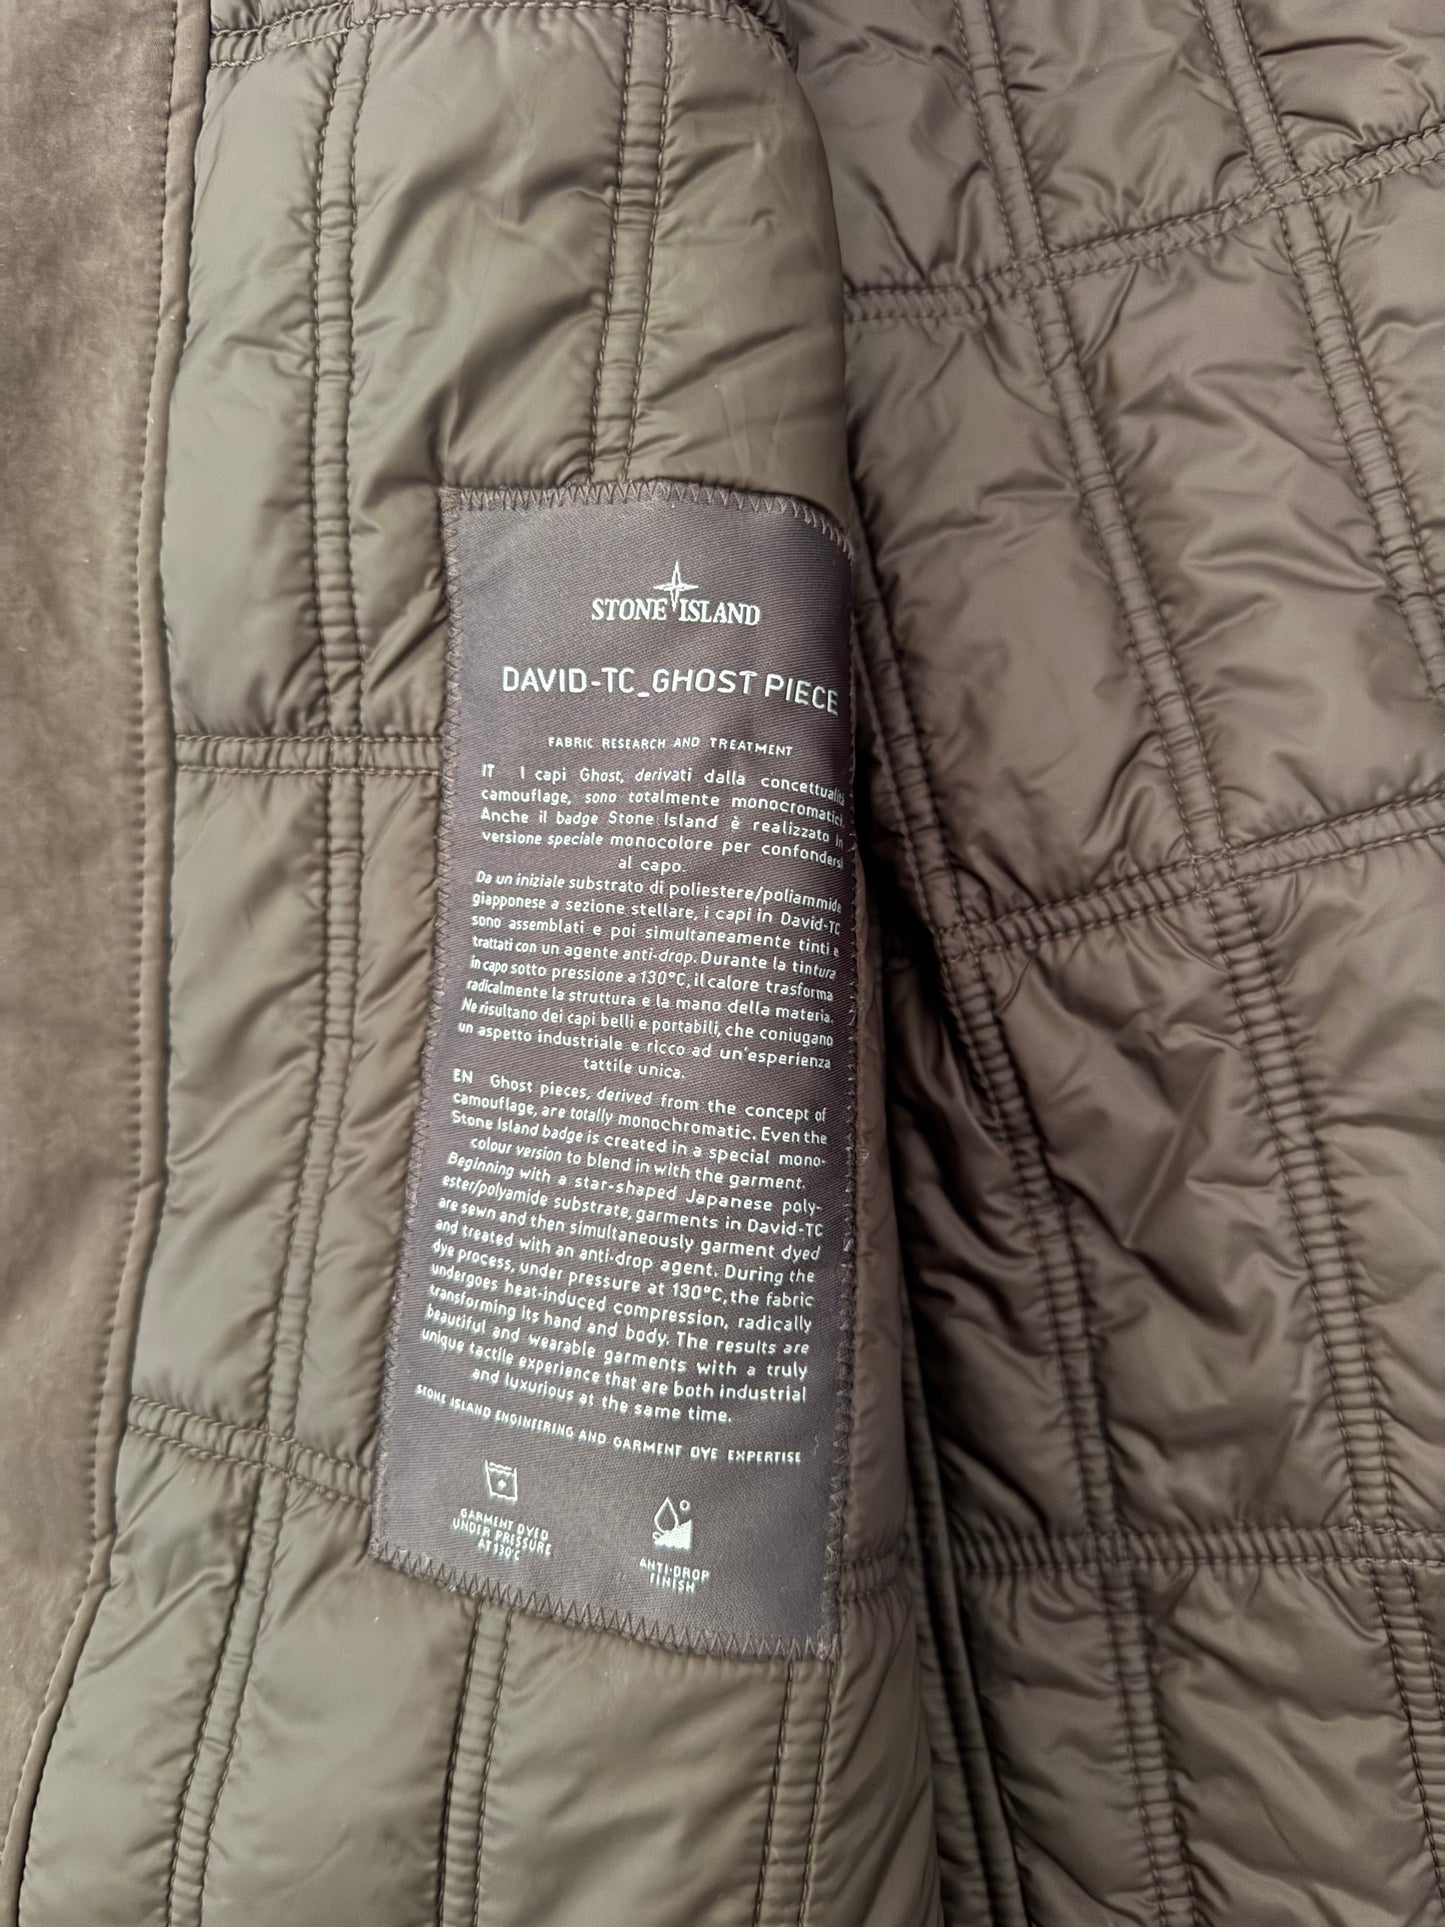 STONE ISLAND
DAVID-TC_GHOST PIECE
FABRIC RESEARCH AND TREATMENT
IT I capi Ghost, derivati dalla concettualità
camouflage, sono totalmente monocromatici.
Anche il badge Stone Island è realizzato in
versione speciale monocolore per confondersi
al capo.
Da un iniziale substrato di poliestere/poliammide
giapponese a sezione stellare, i capi in David-TC
sono assemblati e poi simultaneamente tinti e
trattati con un agente anti-drop. Durante la tintura
in capo sotto pressione a 130°C, il calore trasforma
radicalmente la struttura e la mano della materia.
Ne risultano dei capi belli e portabili, che coniugano
un aspetto industriale e ricco ad un'esperienza
tattile unica.
EN Ghost pieces, derived from the concept of
camouflage, are totally monochromatic. Even the
Stone Island badge is created in a special mono-
colour version to blend in with the garment.
Beginning with a star-shaped Japanese poly-
ester/polyamide substrate, garments in David-TC
are sewn and then simultaneously garment dyed
and treated with an anti-drop agent. During the
dye process, under pressure at 130°C, the fabric
undergoes heat-induced compression, radically
transforming its hand and body. The results are
beautiful and wearable garments with a truly
unique tactile experience that are both industrial
and luxurious at the same time.
STONE ISLAND ENGINEERING AND GARMENT DYE EXPERTISE
GARMENT DYED
UNDER PRESSURE
AT 130°C
ANTI-DROP
FINISH